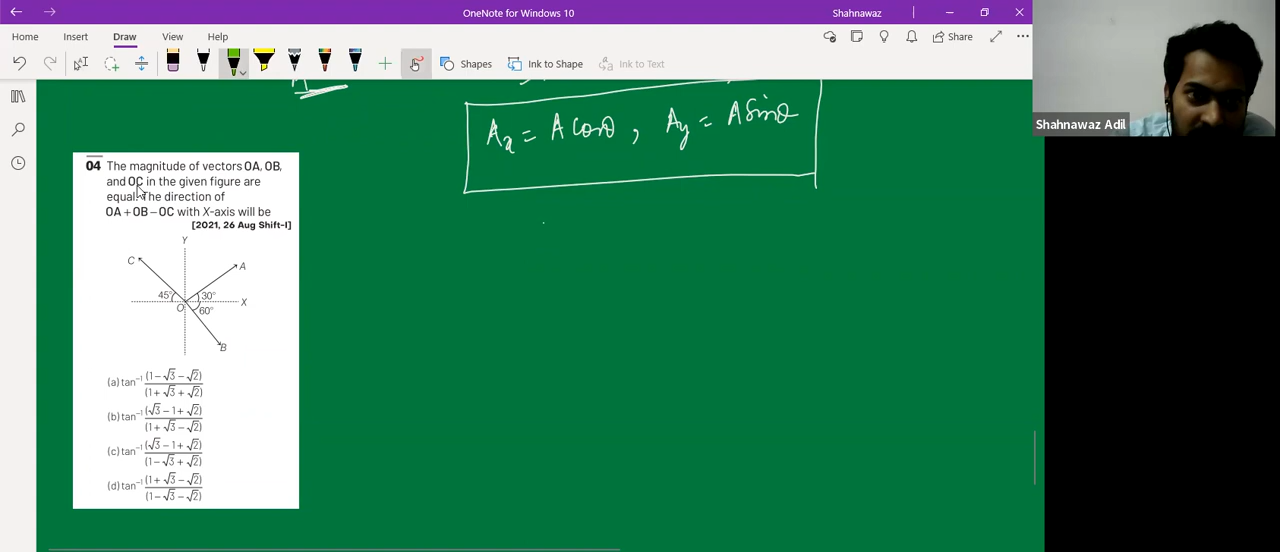 OneNote for Windows 10
Shahnawaz
Home Insert Draw View Help
Share
Shapes Ink to Shape Ink to Text
Shahnawaz Adil
Aₓ = A Cosθ , Ay = A Sinθ
04 The magnitude of vectors OA, OB,
and OC in the given figure are
equal. The direction of
OA + OB − OC with X-axis will be
[2021, 26 Aug Shift-I]
Y
C
A
45° 30°
O X
60°
B
(a) tan⁻¹ (1− √3 − √2)/(1+ √3 + √2)
(b) tan⁻¹ (√3 − 1 + √2)/(1+ √3 − √2)
(c) tan⁻¹ (√3 − 1 + √2)/(1− √3 + √2)
(d) tan⁻¹ (1+ √3 − √2)/(1− √3 − √2)